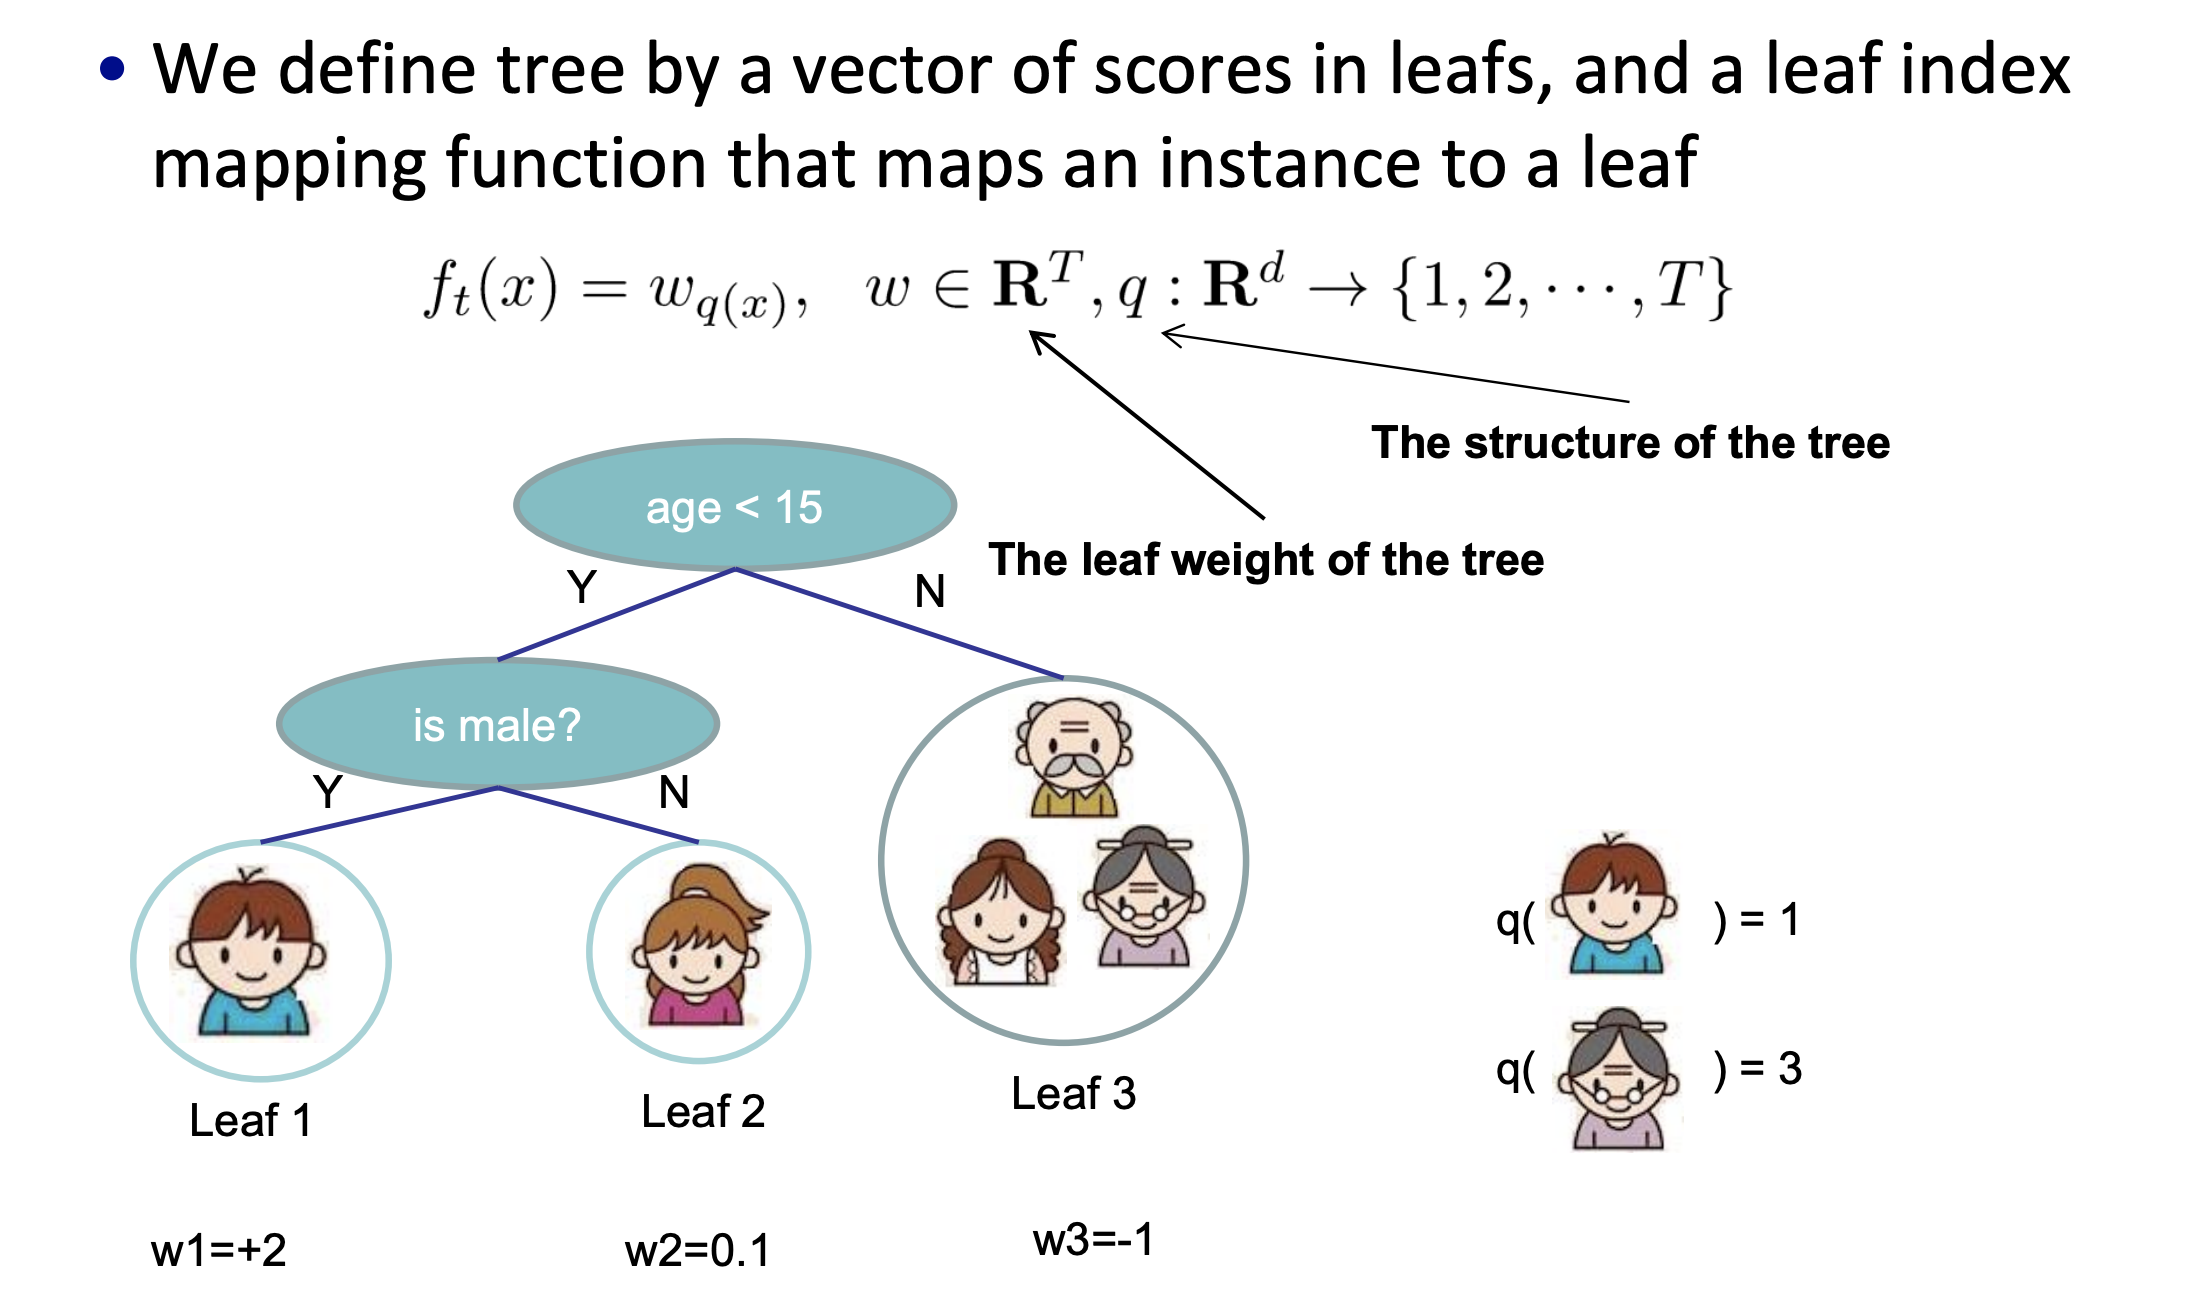 • We define tree by a vector of scores in leafs, and a leaf index
mapping function that maps an instance to a leaf
f_t(x) = w_{q(x)}, w ∈ R^T, q : R^d → {1, 2, ⋯, T}
The structure of the tree
age < 15
The leaf weight of the tree
Y
N
is male?
Y
N
q( ) = 1
q( ) = 3
Leaf 1
Leaf 2
Leaf 3
w1=+2
w2=0.1
w3=-1